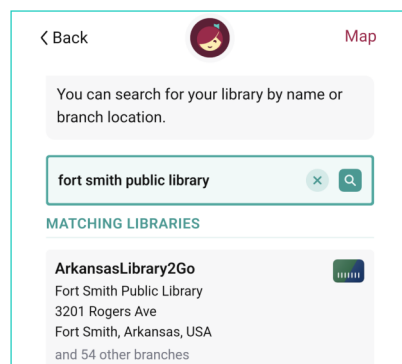 Back
Map
You can search for your library by name or
branch location.
fort smith public library
MATCHING LIBRARIES
ArkansasLibrary2Go
Fort Smith Public Library
3201 Rogers Ave
Fort Smith, Arkansas, USA
and 54 other branches